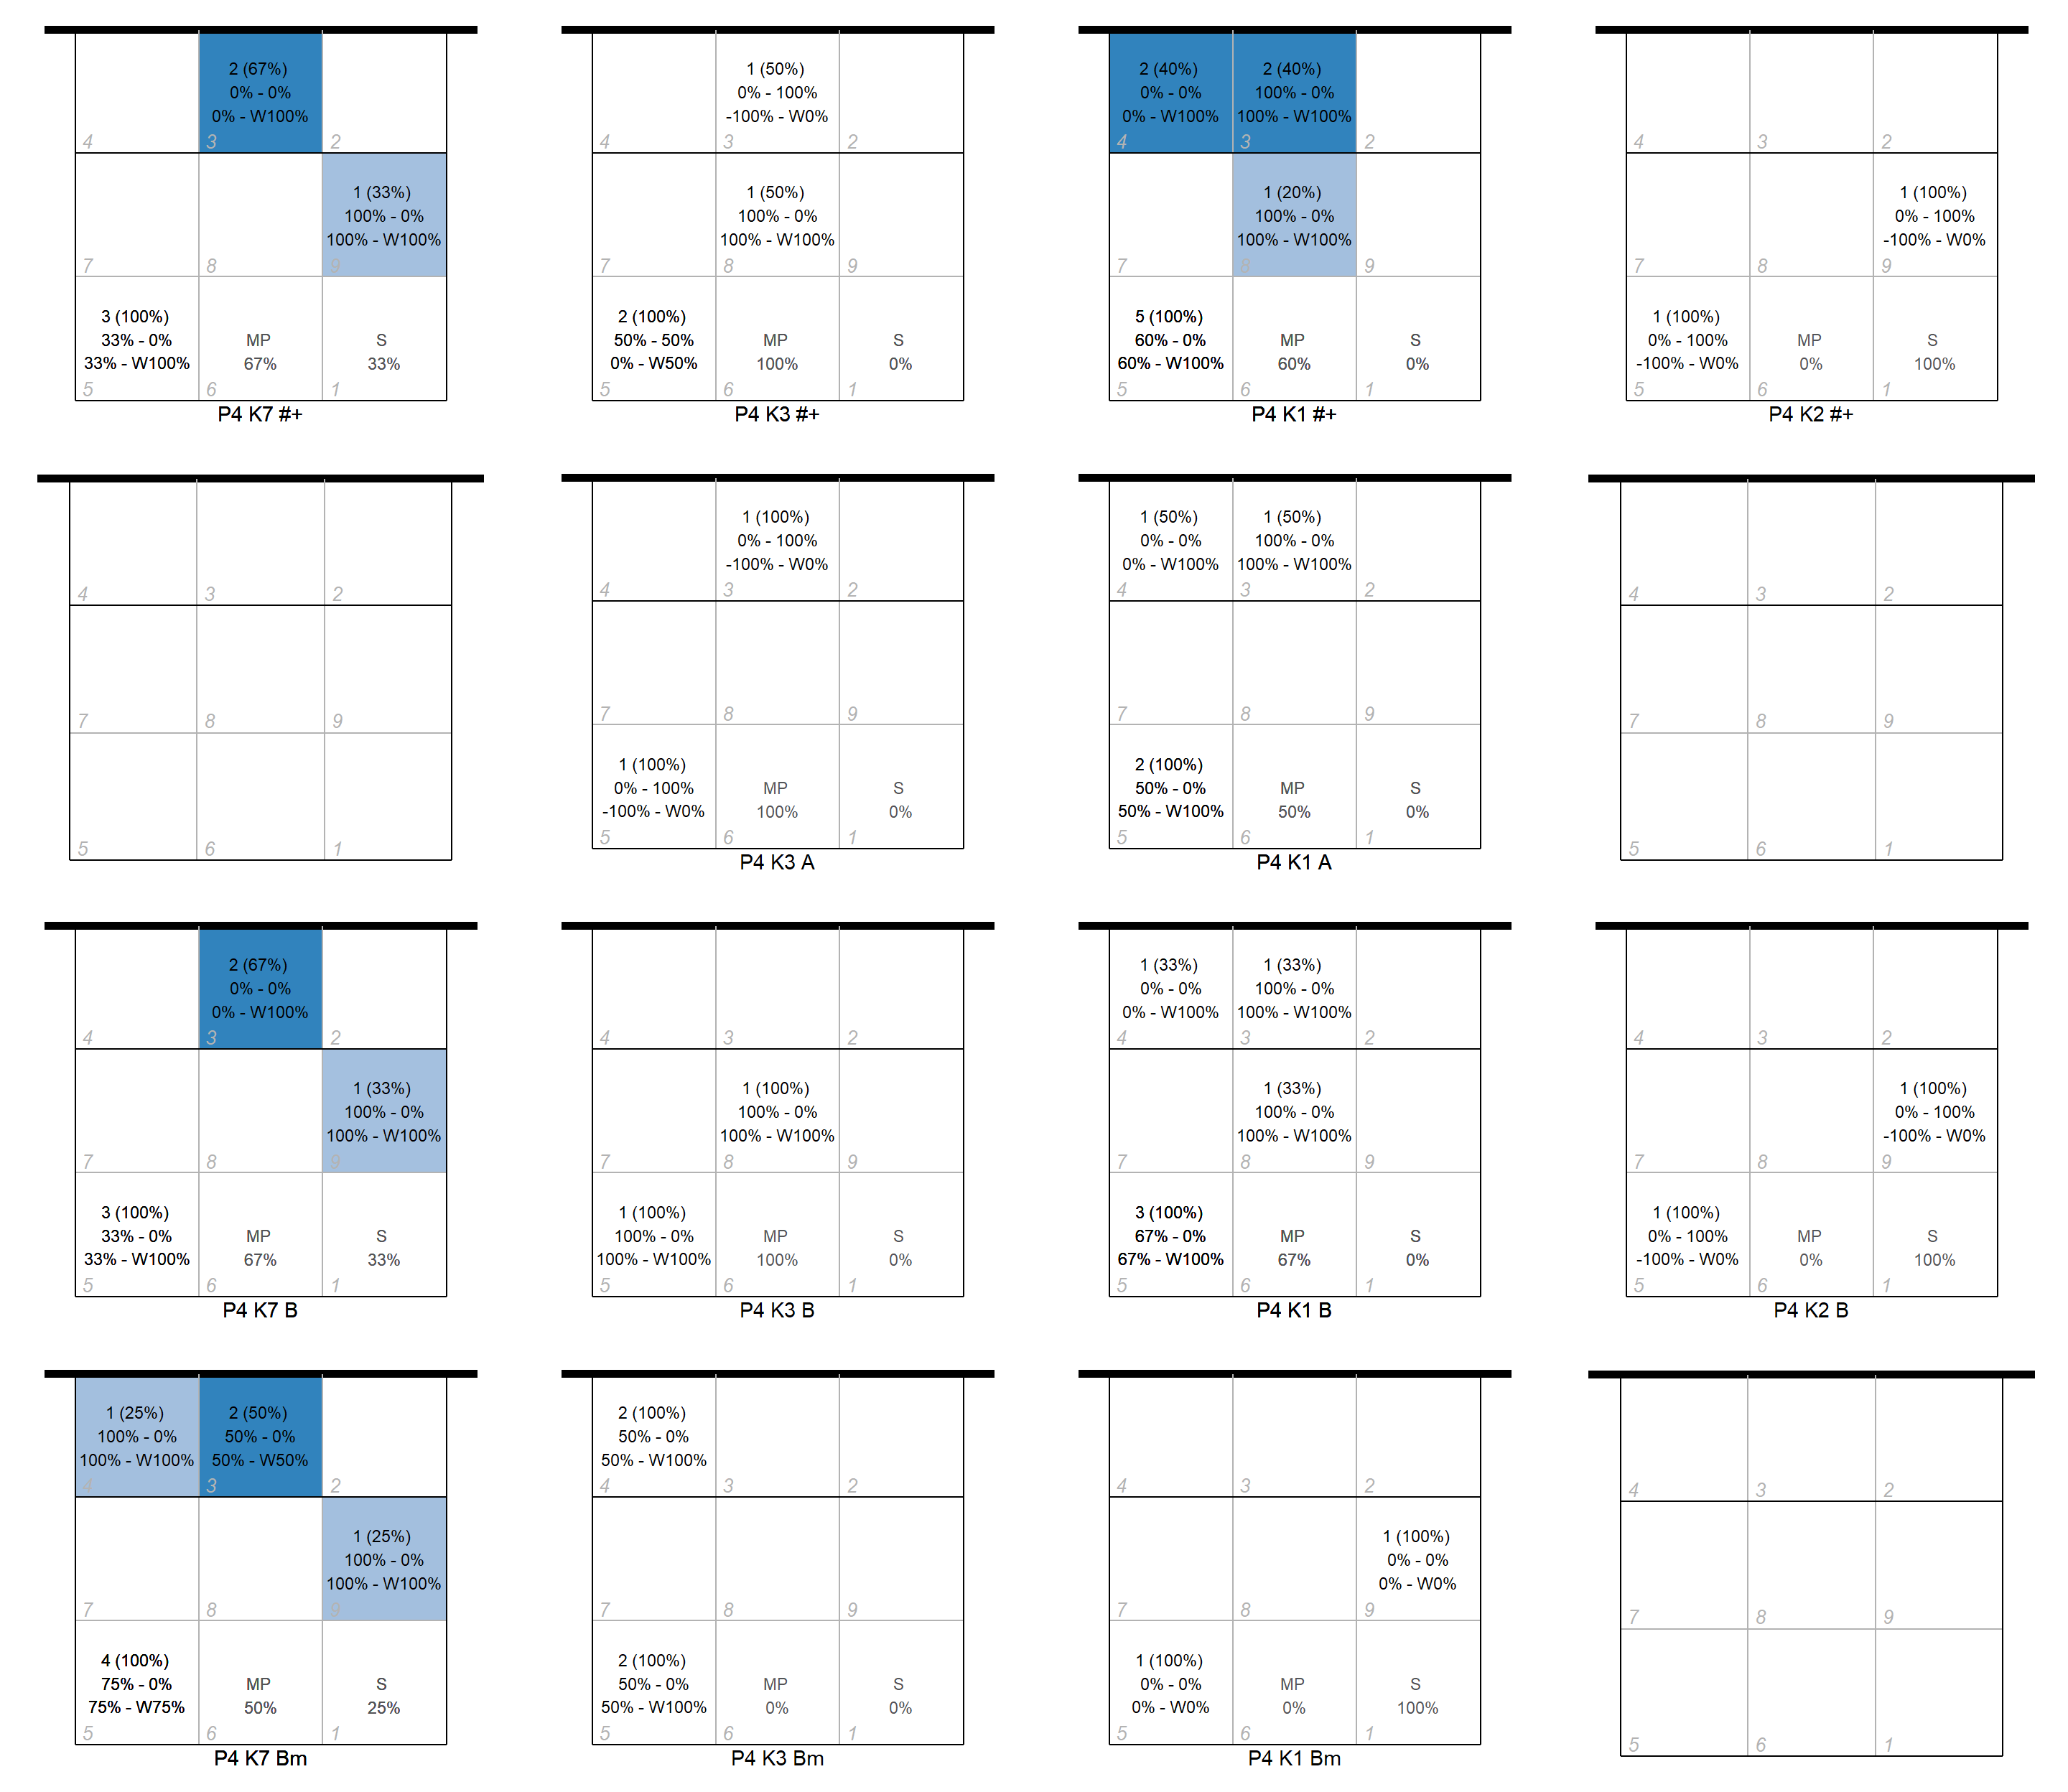 2 (67%)
0% - 0%
0% - W100%
4 3 2
1 (33%)
100% - 0%
100% - W100%
7 8 9
3 (100%)
33% - 0%
33% - W100%
MP
67%
S
33%
5 6 1
P4 K7 #+
1 (50%)
0% - 100%
-100% - W0%
4 3 2
1 (50%)
100% - 0%
100% - W100%
7 8 9
2 (100%)
50% - 50%
0% - W50%
MP
100%
S
0%
5 6 1
P4 K3 #+
2 (40%)
0% - 0%
0% - W100%
2 (40%)
100% - 0%
100% - W100%
4 3 2
1 (20%)
100% - 0%
100% - W100%
7 8 9
5 (100%)
60% - 0%
60% - W100%
MP
60%
S
0%
5 6 1
P4 K1 #+
4 3 2
1 (100%)
0% - 100%
-100% - W0%
7 8 9
1 (100%)
0% - 100%
-100% - W0%
MP
0%
S
100%
5 6 1
P4 K2 #+
4 3 2
7 8 9
5 6 1
1 (100%)
0% - 100%
-100% - W0%
4 3 2
7 8 9
1 (100%)
0% - 100%
-100% - W0%
MP
100%
S
0%
5 6 1
P4 K3 A
1 (50%)
0% - 0%
0% - W100%
1 (50%)
100% - 0%
100% - W100%
4 3 2
7 8 9
2 (100%)
50% - 0%
50% - W100%
MP
50%
S
0%
5 6 1
P4 K1 A
4 3 2
7 8 9
5 6 1
2 (67%)
0% - 0%
0% - W100%
4 3 2
1 (33%)
100% - 0%
100% - W100%
7 8 9
3 (100%)
33% - 0%
33% - W100%
MP
67%
S
33%
5 6 1
P4 K7 B
4 3 2
1 (100%)
100% - 0%
100% - W100%
7 8 9
1 (100%)
100% - 0%
100% - W100%
MP
100%
S
0%
5 6 1
P4 K3 B
1 (33%)
0% - 0%
0% - W100%
1 (33%)
100% - 0%
100% - W100%
4 3 2
1 (33%)
100% - 0%
100% - W100%
7 8 9
3 (100%)
67% - 0%
67% - W100%
MP
67%
S
0%
5 6 1
P4 K1 B
4 3 2
1 (100%)
0% - 100%
-100% - W0%
7 8 9
1 (100%)
0% - 100%
-100% - W0%
MP
0%
S
100%
5 6 1
P4 K2 B
1 (25%)
100% - 0%
100% - W100%
2 (50%)
50% - 0%
50% - W50%
4 3 2
1 (25%)
100% - 0%
100% - W100%
7 8 9
4 (100%)
75% - 0%
75% - W75%
MP
50%
S
25%
5 6 1
P4 K7 Bm
2 (100%)
50% - 0%
50% - W100%
4 3 2
7 8 9
2 (100%)
50% - 0%
50% - W100%
MP
0%
S
0%
5 6 1
P4 K3 Bm
4 3 2
1 (100%)
0% - 0%
0% - W0%
7 8 9
1 (100%)
0% - 0%
0% - W0%
MP
0%
S
100%
5 6 1
P4 K1 Bm
4 3 2
7 8 9
5 6 1